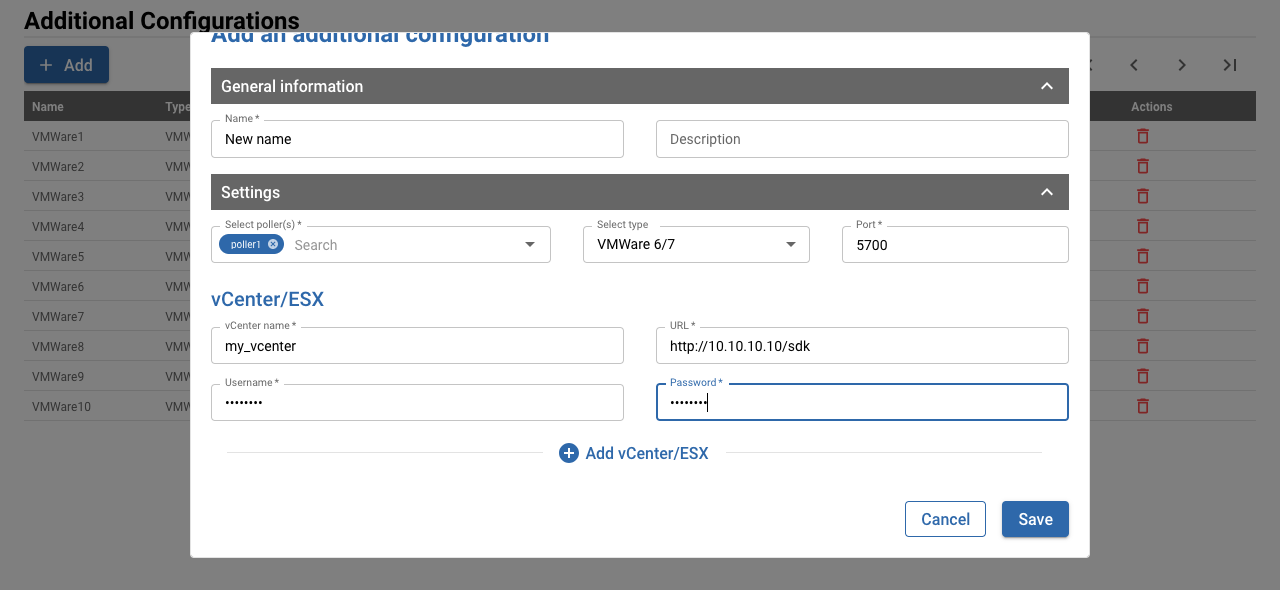 Additional Configurations
Add an additional configuration
Add
General information
Name Type Actions
Name *
VMWare1 VMW
New name Description
VMWare2 VMW
Settings
VMWare3 VMW
VMWare4 VMW
Select poller(s) * Select type Port *
poller1 Search VMWare 6/7 5700
VMWare5 VMW
VMWare6 VMW
vCenter/ESX
VMWare7 VMW
vCenter name * URL *
my_vcenter http://10.10.10.10/sdk
VMWare8 VMW
VMWare9 VMW
Username * Password *
•••••••• ••••••••
VMWare10 VMW
Add vCenter/ESX
Cancel Save